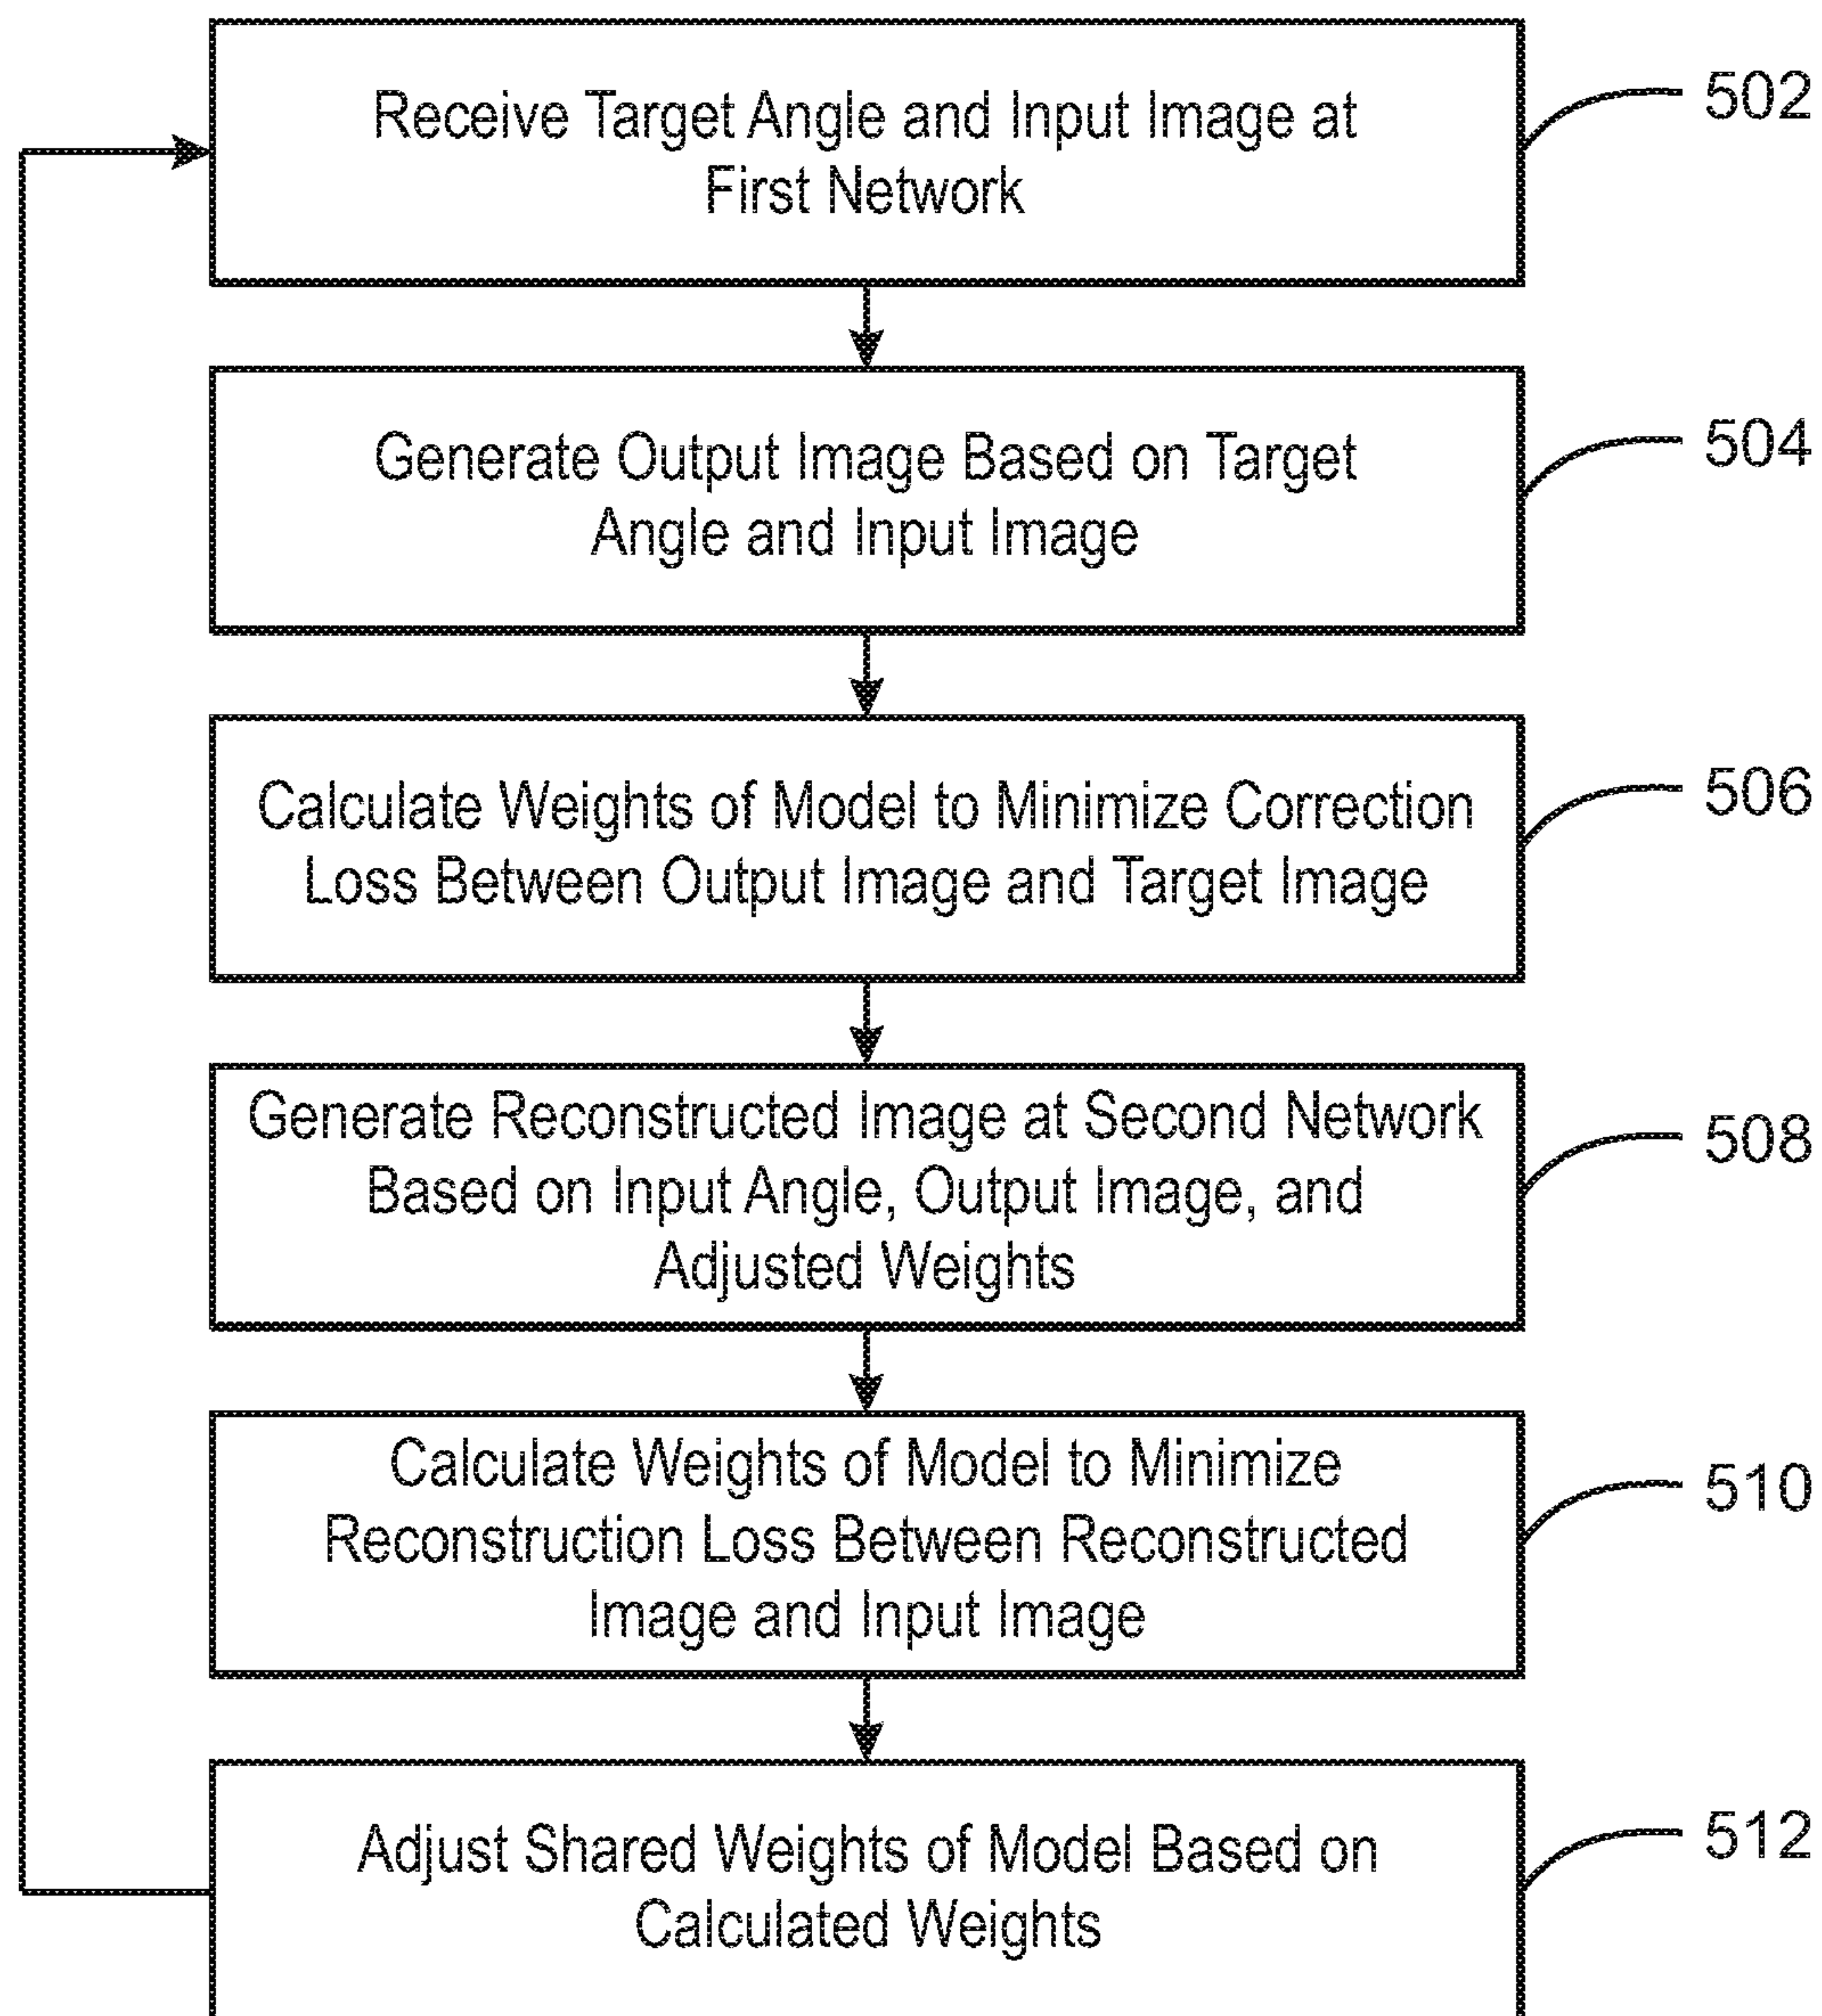 Receive Target Angle and Input Image at
First Network
502
Generate Output Image Based on Target
Angle and Input Image
504
Calculate Weights of Model to Minimize Correction
Loss Between Output Image and Target Image
506
Generate Reconstructed Image at Second Network
Based on Input Angle, Output Image, and
Adjusted Weights
508
Calculate Weights of Model to Minimize
Reconstruction Loss Between Reconstructed
Image and Input Image
510
Adjust Shared Weights of Model Based on
Calculated Weights
512